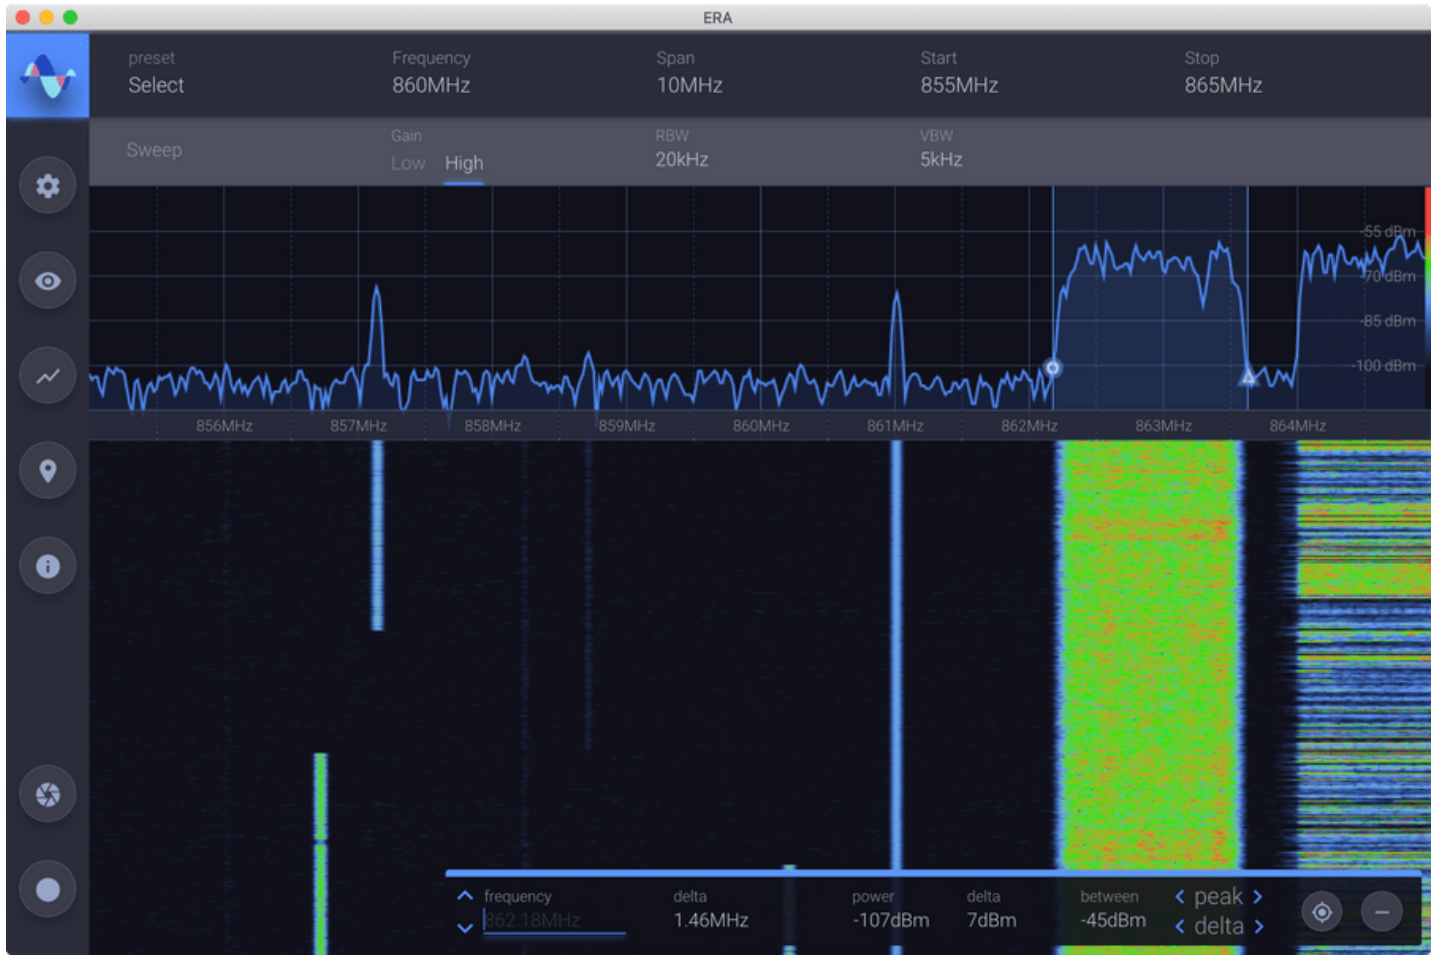 ERA
preset Frequency Span Start Stop
Select 860MHz 10MHz 855MHz 865MHz
Sweep
Gain RBW VBW
Low High 20kHz 5kHz
-55 dBm
-70 dBm
-85 dBm
-100 dBm
856MHz 857MHz 858MHz 859MHz 860MHz 861MHz 862MHz 863MHz 864MHz
frequency delta power delta between peak
862.18MHz 1.46MHz -107dBm 7dBm -45dBm delta